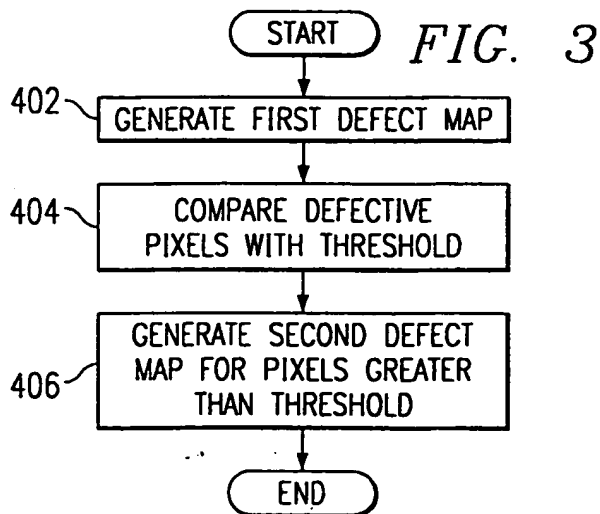 START
FIG. 3
402
GENERATE FIRST DEFECT MAP
404
COMPARE DEFECTIVE
PIXELS WITH THRESHOLD
406
GENERATE SECOND DEFECT
MAP FOR PIXELS GREATER
THAN THRESHOLD
END